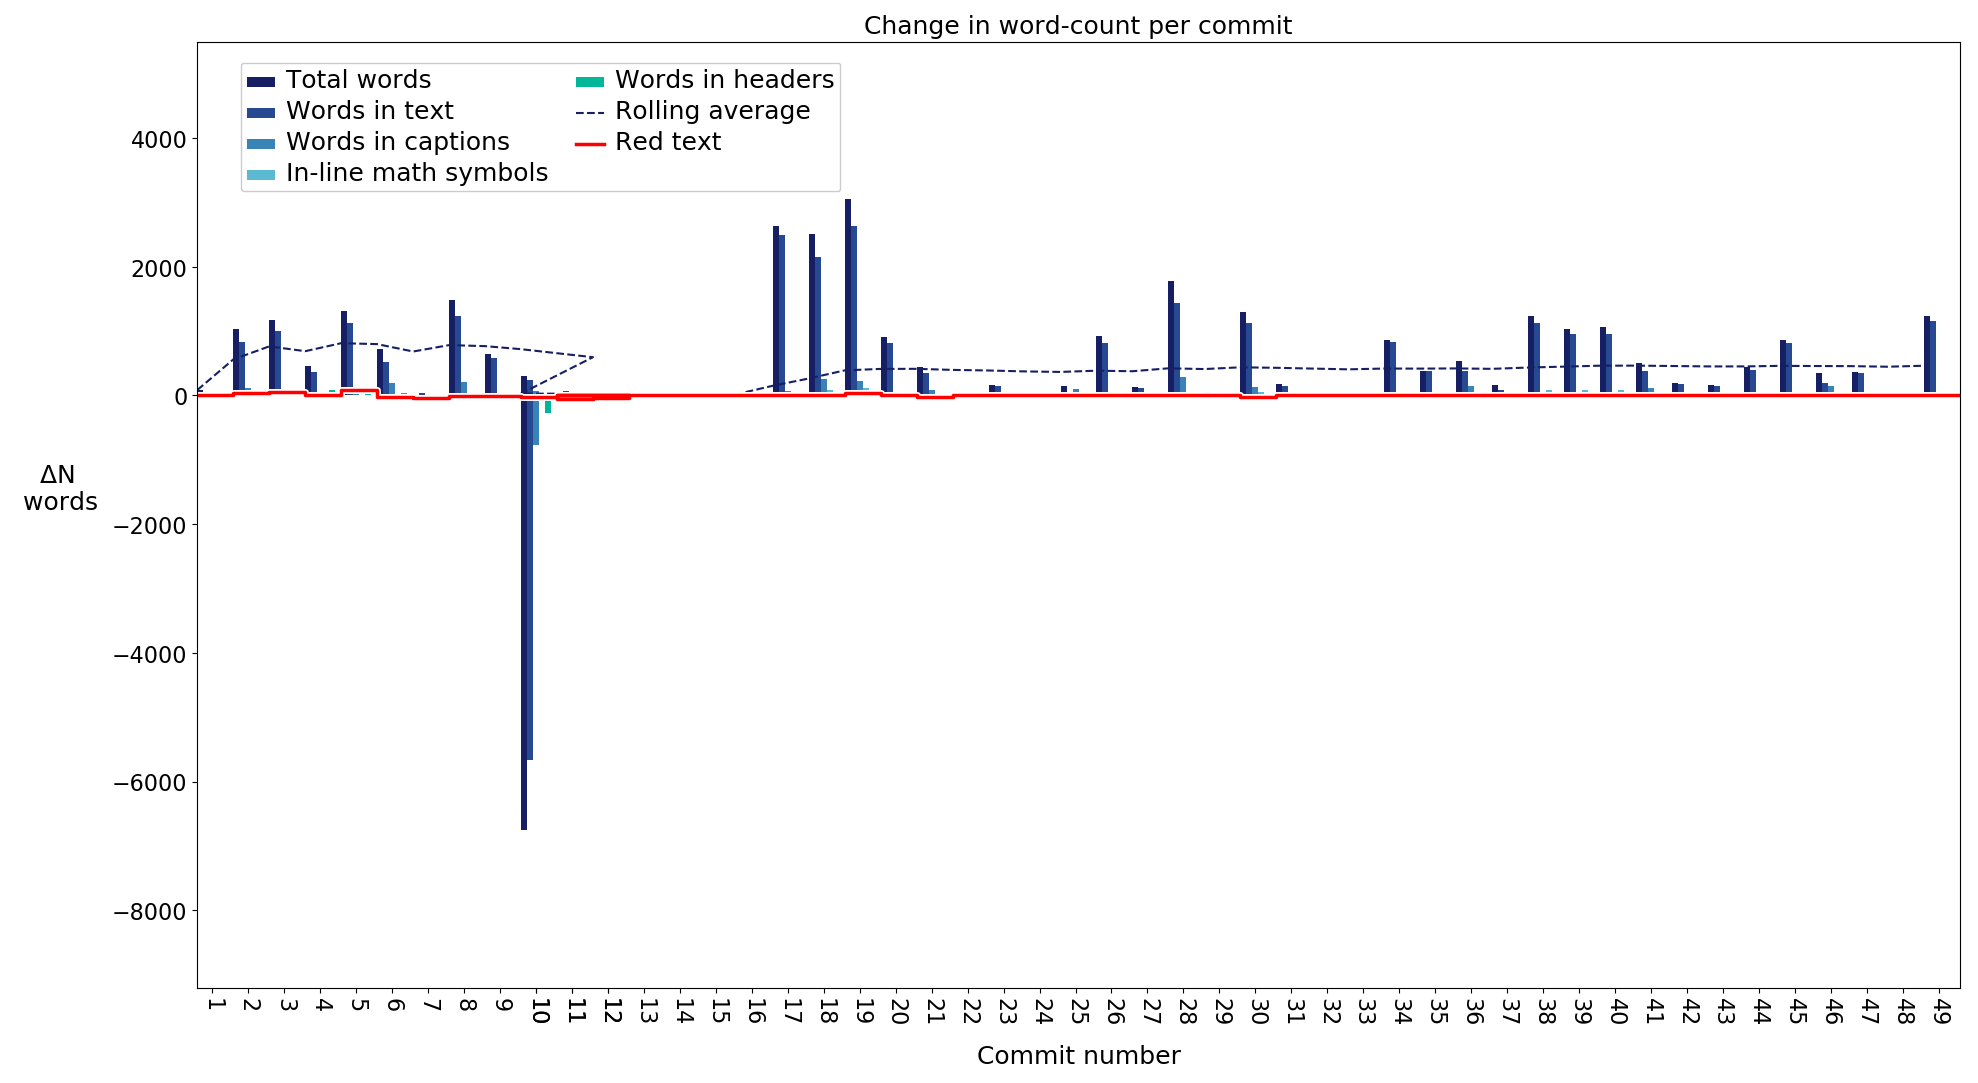 Change in word-count per commit
Total words
Words in text
Words in captions
In-line math symbols
Words in headers
Rolling average
Red text
4000
2000
0
−2000
−4000
−6000
−8000
ΔN
words
1 2 3 4 5 6 7 8 9 10 11 12 13 14 15 16 17 18 19 20 21 22 23 24 25 26 27 28 29 30 31 32 33 34 35 36 37 38 39 40 41 42 43 44 45 46 47 48 49
Commit number